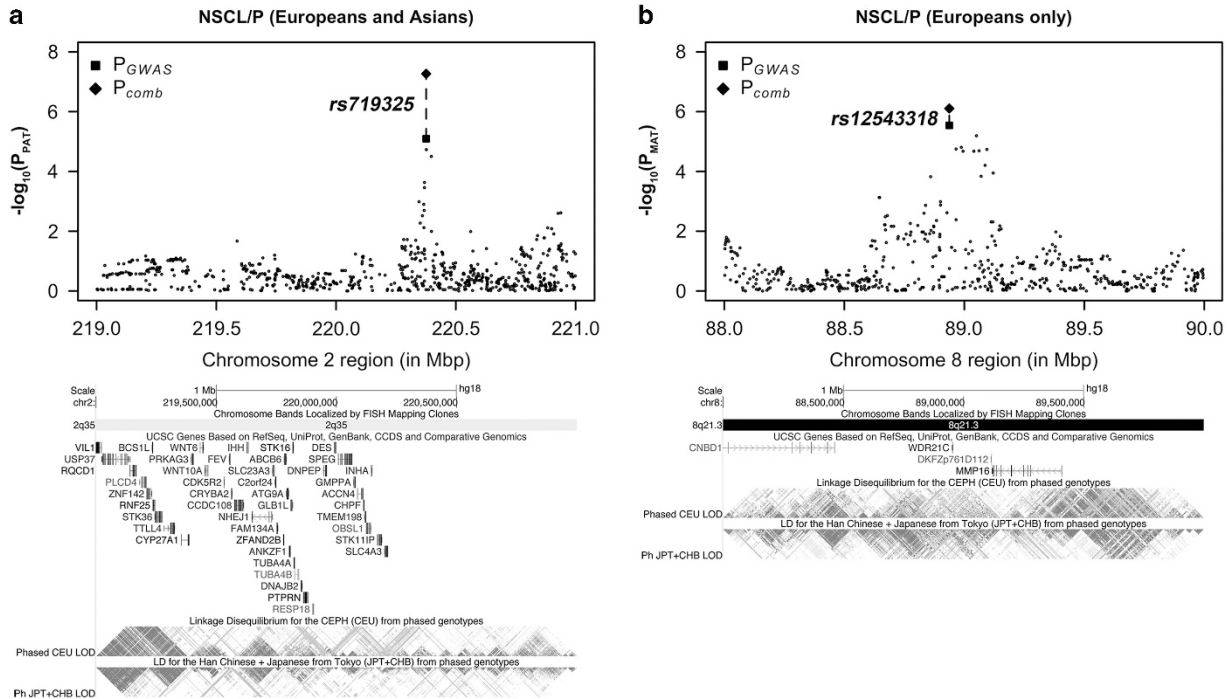 a
NSCL/P (Europeans and Asians)
8
6
4
2
0
-log10(PPAT)
PGWAS
Pcomb
rs719325
219.0 219.5 220.0 220.5 221.0
Chromosome 2 region (in Mbp)
Scale 1 Mb hg18
chr2: 219,500,000 220,000,000 220,500,000
Chromosome Bands Localized by FISH Mapping Clones
2q35 2q35
UCSC Genes Based on RefSeq, UniProt, GenBank, CCDS and Comparative Genomics
VIL1 BCS1L WNT6 IHH STK16 DES
USP37 PRKAG3 FEV ABCB6 SPEG
RQCD1 WNT10A SLC23A3 DNPEP INHA
PLCD4 CDK5R2 C2orf24 GMPPA
ZNF142 CRYBA2 ATG9A ACCN4
RNF25 CCDC108 GLB1L CHPF
STK36 NHEJ1 TMEM198
TTLL4 FAM134A OBSL1
CYP27A1 ZFAND2B STK11IP
ANKZF1 SLC4A3
TUBA4A
TUBA4B
DNAJB2
PTPRN
RESP18
Linkage Disequilibrium for the CEPH (CEU) from phased genotypes
Phased CEU LOD
LD for the Han Chinese + Japanese from Tokyo (JPT+CHB) from phased genotypes
Ph JPT+CHB LOD
b
NSCL/P (Europeans only)
8
6
4
2
0
-log10(PMAT)
PGWAS
Pcomb
rs12543318
88.0 88.5 89.0 89.5 90.0
Chromosome 8 region (in Mbp)
Scale 1 Mb hg18
chr8: 88,500,000 89,000,000 89,500,000
Chromosome Bands Localized by FISH Mapping Clones
8q21.3 8q21.3
UCSC Genes Based on RefSeq, UniProt, GenBank, CCDS and Comparative Genomics
CNBD1 WDR21C
DKFZp761D112
MMP16
Linkage Disequilibrium for the CEPH (CEU) from phased genotypes
Phased CEU LOD
LD for the Han Chinese + Japanese from Tokyo (JPT+CHB) from phased genotypes
Ph JPT+CHB LOD